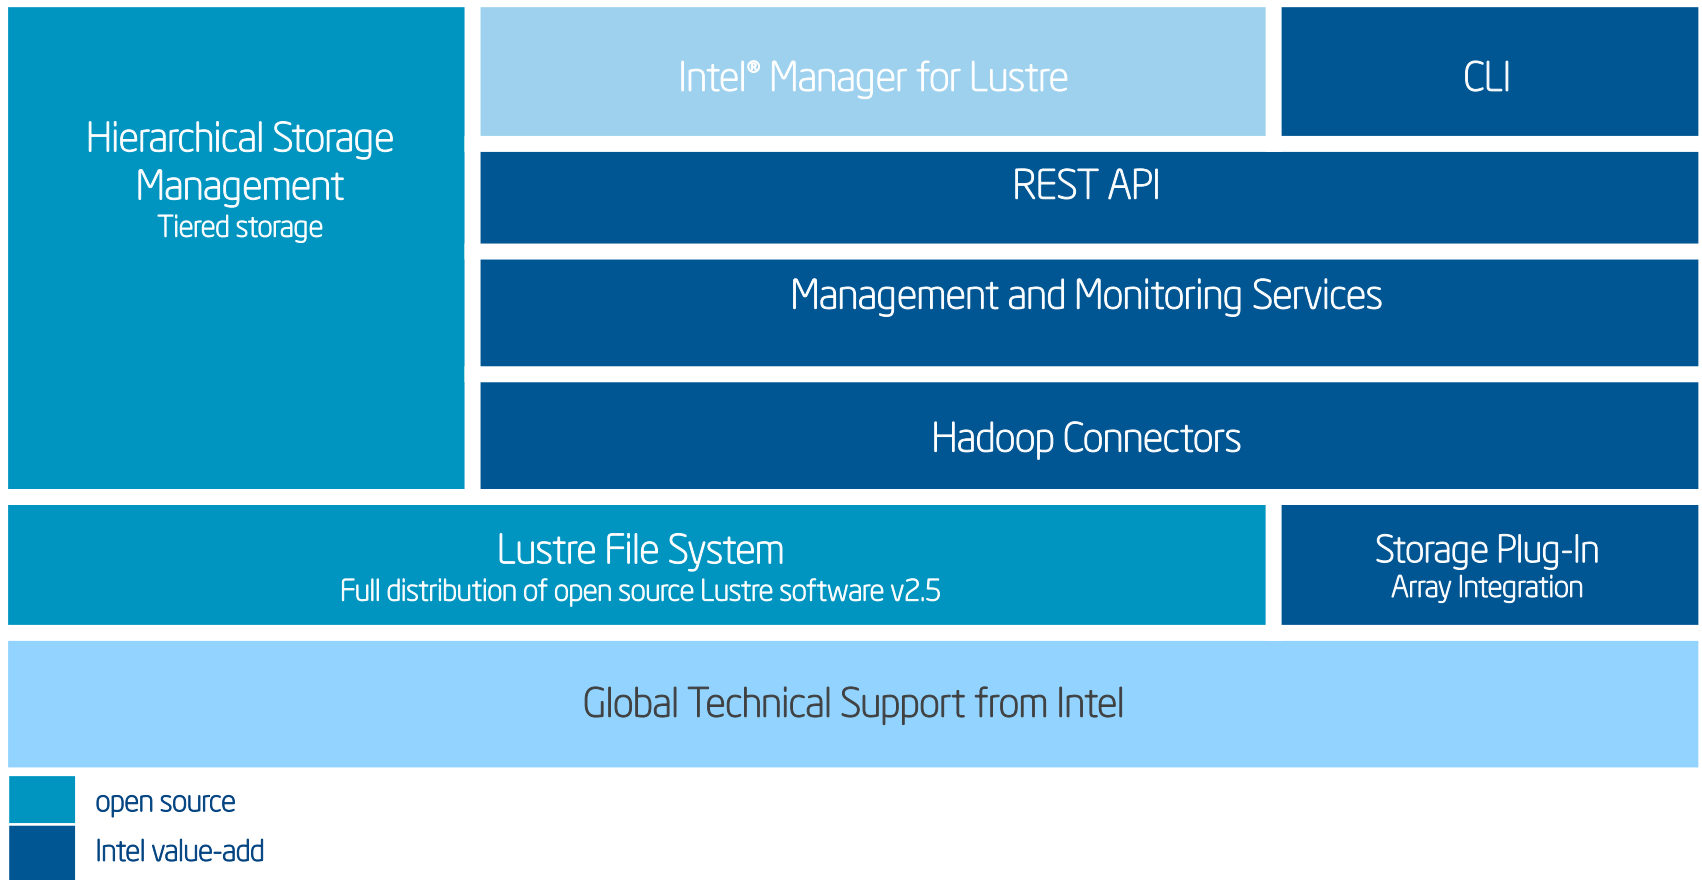 Hierarchical Storage
Management
Tiered storage
Intel® Manager for Lustre
CLI
REST API
Management and Monitoring Services
Hadoop Connectors
Lustre File System
Full distribution of open source Lustre software v2.5
Storage Plug-In
Array Integration
Global Technical Support from Intel
open source
Intel value-add